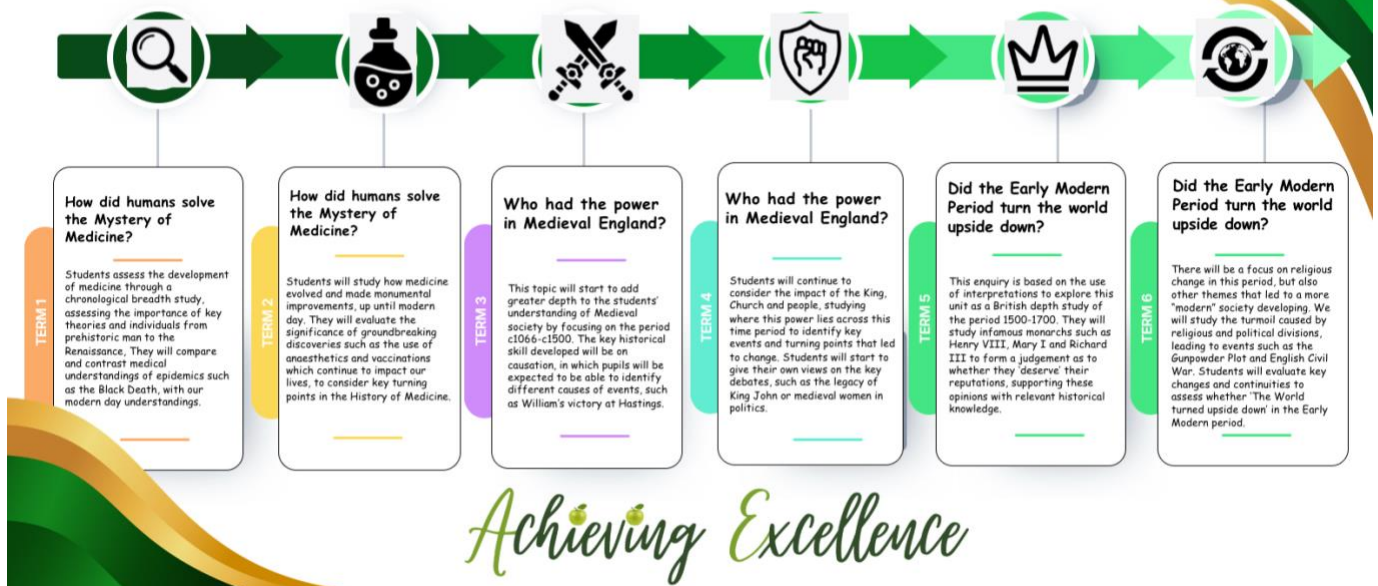 TERM 1
How did humans solve
the Mystery of
Medicine?
Students assess the development
of medicine through a
chronological breadth study,
assessing the importance of key
theories and individuals from
prehistoric man to the
Renaissance, They will compare
and contrast medical
understandings of epidemics such
as the Black Death, with our
modern day understandings.
TERM 2
How did humans solve
the Mystery of
Medicine?
Students will study how medicine
evolved and made monumental
improvements, up until modern
day. They will evaluate the
significance of groundbreaking
discoveries such as the use of
anaesthetics and vaccinations
which continue to impact our
lives, to consider key turning
points in the History of Medicine.
TERM 3
Who had the power
in Medieval England?
This topic will start to add
greater depth to the students'
understanding of Medieval
society by focusing on the period
c1066-c1500. The key historical
skill developed will be on
causation, in which pupils will be
expected to be able to identify
different causes of events, such
as William's victory at Hastings.
TERM 4
Who had the power
in Medieval England?
Students will continue to
consider the impact of the King,
Church and people, studying
where this power lies across this
time period to identify key
events and turning points that led
to change. Students will start to
give their own views on the key
debates, such as the legacy of
King John or medieval women in
politics.
TERM 5
Did the Early Modern
Period turn the world
upside down?
This enquiry is based on the use
of interpretations to explore this
unit as a British depth study of
the period 1500-1700. They will
study infamous monarchs such as
Henry VIII, Mary I and Richard
III to form a judgement as to
whether they 'deserve' their
reputations, supporting these
opinions with relevant historical
knowledge.
TERM 6
Did the Early Modern
Period turn the world
upside down?
There will be a focus on religious
change in this period, but also
other themes that led to a more
"modern" society developing. We
will study the turmoil caused by
religious and political divisions,
leading to events such as the
Gunpowder Plot and English Civil
War. Students will evaluate key
changes and continuities to
assess whether 'The World
turned upside down' in the Early
Modern period.
Achieving Excellence